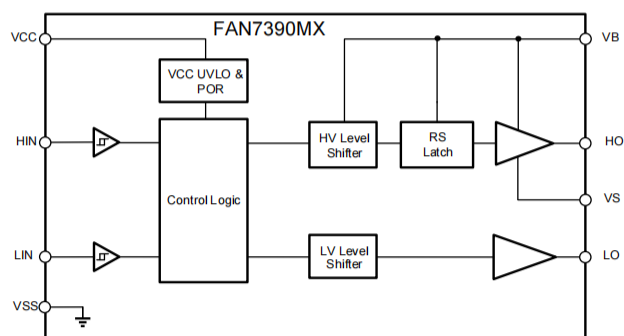 FAN7390MX
VCC
VB
VCC UVLO &
POR
HIN
HV Level
Shifter
RS
Latch
HO
Control Logic
VS
LIN
LV Level
Shifter
LO
VSS